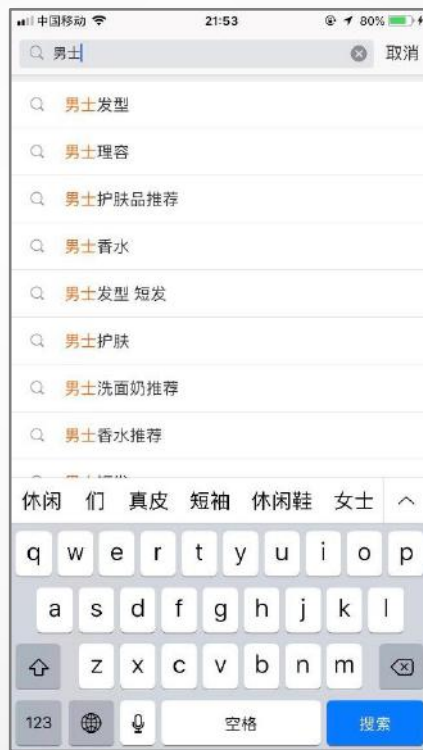 中国移动 21:53 80%
男士 取消
男士发型
男士理容
男士护肤品推荐
男士香水
男士发型 短发
男士护肤
男士洗面奶推荐
男士香水推荐
休闲 们 真皮 短袖 休闲鞋 女士
q w e r t y u i o p
a s d f g h j k l
z x c v b n m
123 空格 搜索